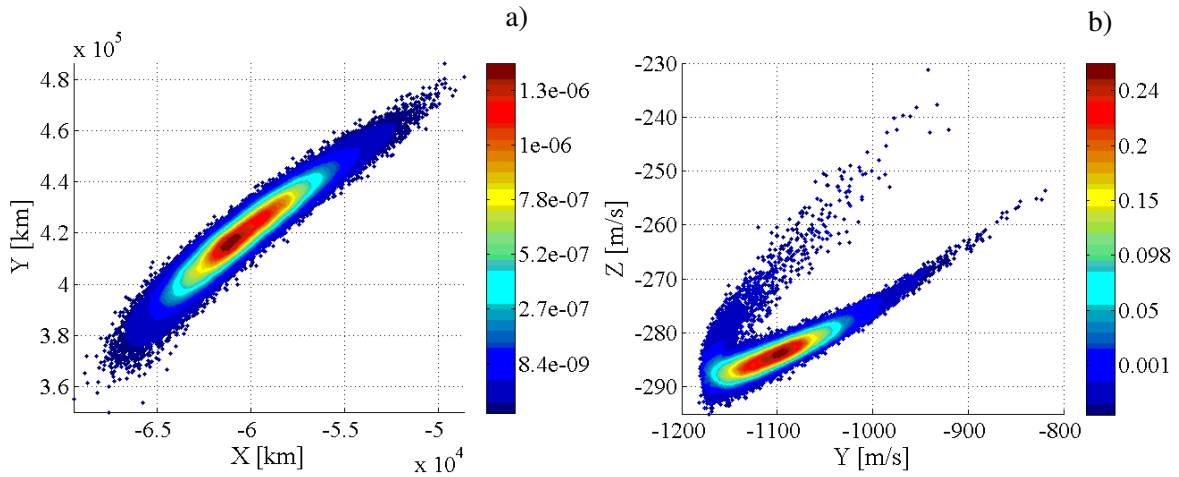 a)
x 10^5
4.8
4.6
4.4
4.2
4
3.8
3.6
Y [km]
-6.5
-6
-5.5
-5
X [km]
x 10^4
1.3e-06
1e-06
7.8e-07
5.2e-07
2.7e-07
8.4e-09
b)
-230
-240
-250
-260
-270
-280
-290
Z [m/s]
-1200
-1100
-1000
-900
-800
Y [m/s]
0.24
0.2
0.15
0.098
0.05
0.001